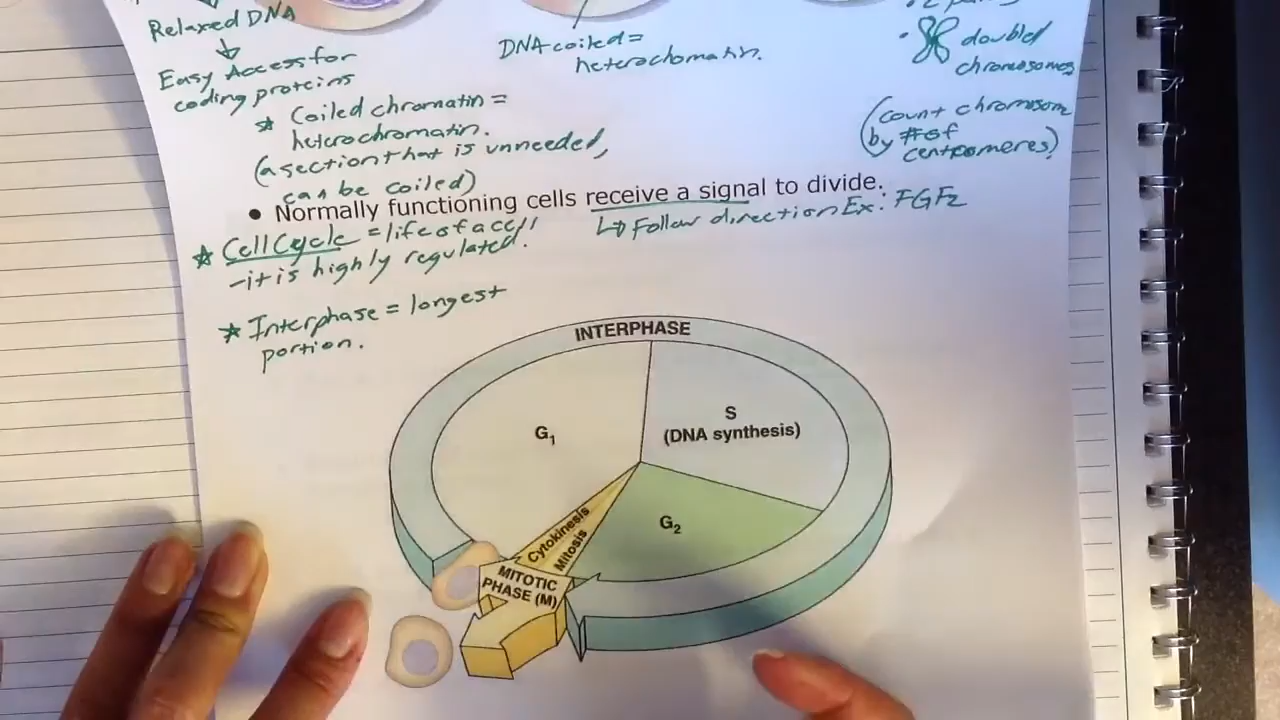 Relaxed DNA
Easy Access for
coding proteins
* Coiled chromatin =
heterochromatin.
(a section that is unneeded,
can be coiled)
DNA coiled =
heterochomatin.
doubled
chromosomes
(count chromosom
by # of
centromeres)
• Normally functioning cells receive a signal to divide.
↳ Follow direction Ex: FGF2
* Cell Cycle = life of a cell!
- it is highly regulated.
* Interphase = longest
portion.
INTERPHASE
G1
S
(DNA synthesis)
G2
Cytokinesis
Mitosis
MITOTIC
PHASE (M)